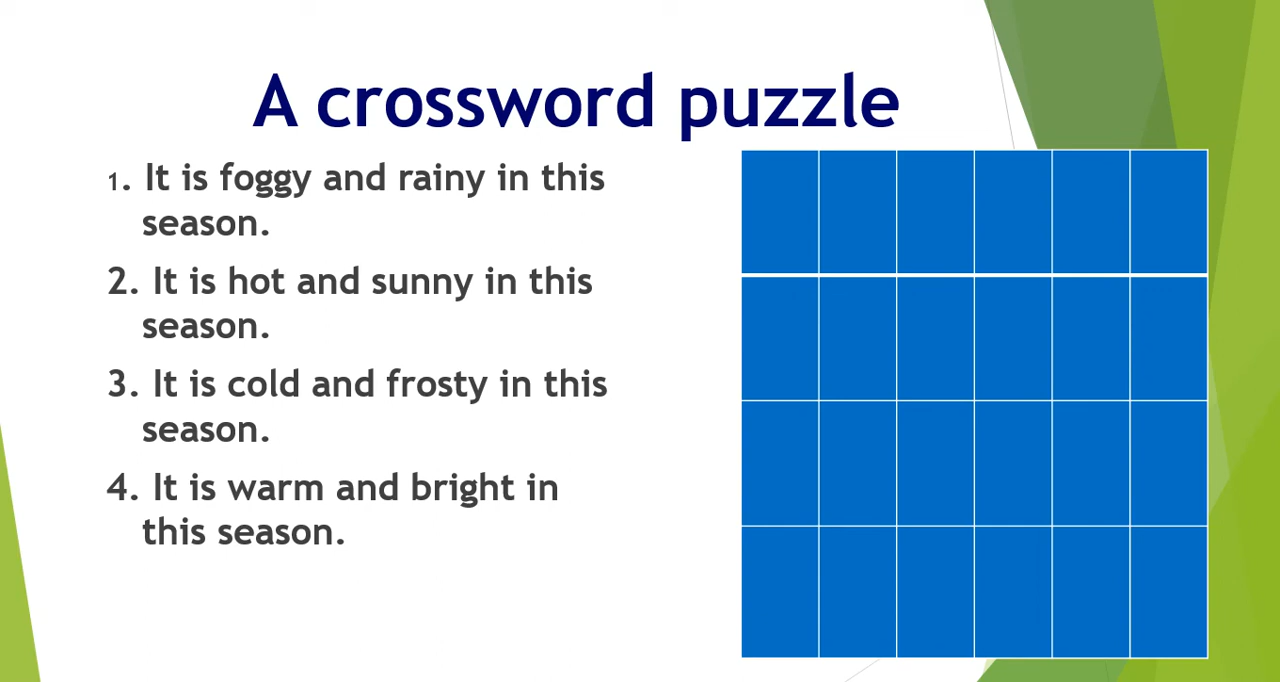 A crossword puzzle
1. It is foggy and rainy in this
season.
2. It is hot and sunny in this
season.
3. It is cold and frosty in this
season.
4. It is warm and bright in
this season.